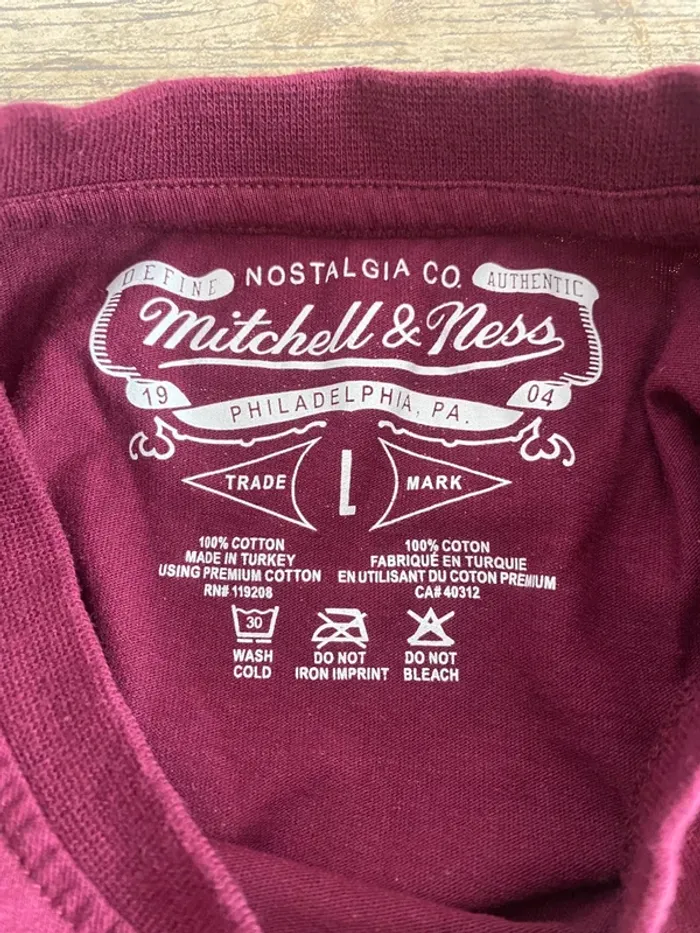 DEFINE NOSTALGIA CO. AUTHENTIC
Mitchell & Ness
19 PHILADELPHIA, PA. 04
TRADE L MARK
100% COTTON
MADE IN TURKEY
USING PREMIUM COTTON
RN# 119208
100% COTON
FABRIQUÉ EN TURQUIE
EN UTILISANT DU COTON PREMIUM
CA# 40312
30
WASH
COLD
DO NOT
IRON IMPRINT
DO NOT
BLEACH